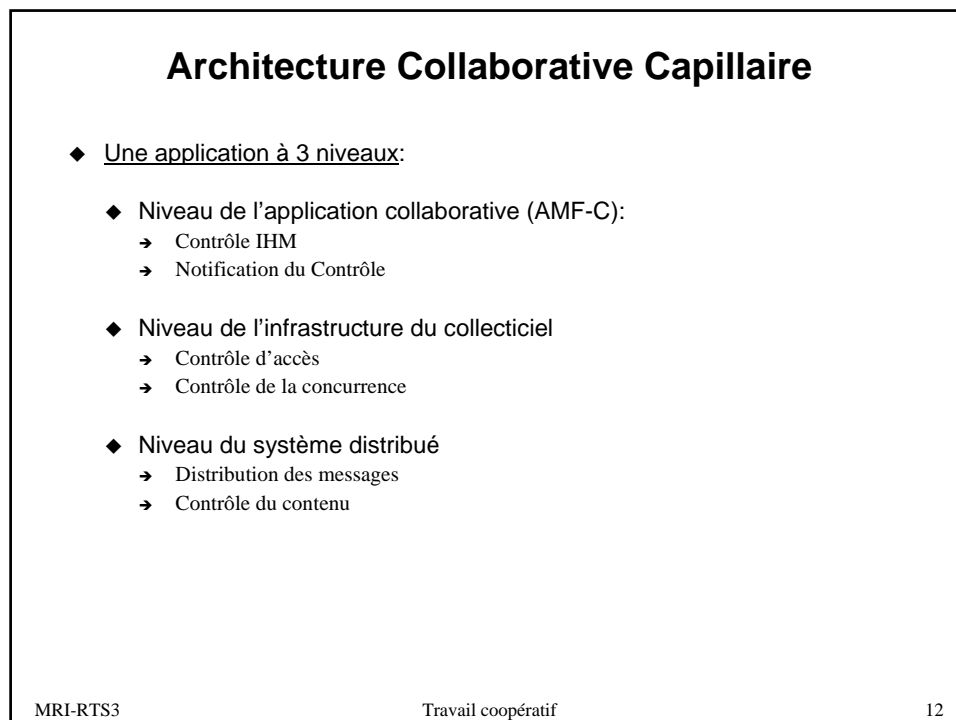 Architecture Collaborative Capillaire
◆ Une application à 3 niveaux:
◆ Niveau de l’application collaborative (AMF-C):
➔ Contrôle IHM
➔ Notification du Contrôle
◆ Niveau de l’infrastructure du collecticiel
➔ Contrôle d’accès
➔ Contrôle de la concurrence
◆ Niveau du système distribué
➔ Distribution des messages
➔ Contrôle du contenu
MRI-RTS3 Travail coopératif 12